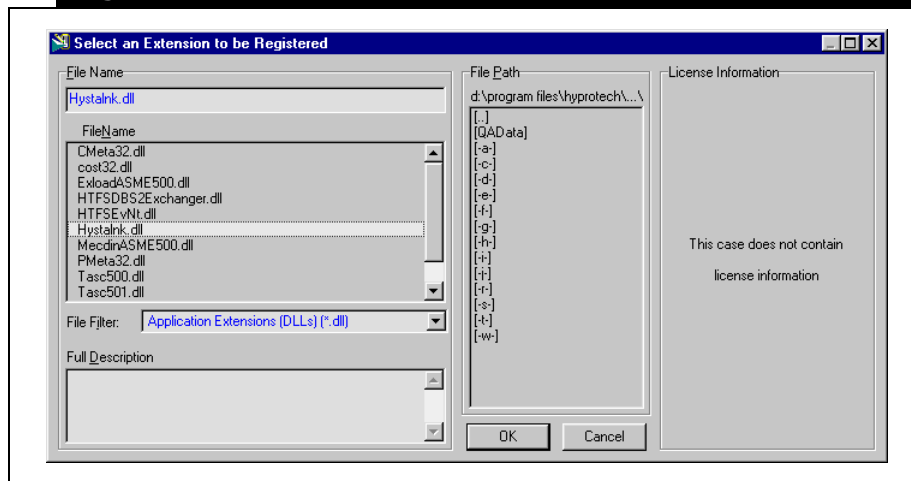 Select an Extension to be Registered
File Name
Hystalnk.dll
FileName
CMeta32.dll
cost32.dll
ExloadASME500.dll
HTFSDBS2Exchanger.dll
HTFSEvNt.dll
Hystalnk.dll
MecdinASME500.dll
PMeta32.dll
Tasc500.dll
Tasc501.dll
File Filter: Application Extensions (DLLs) (*.dll)
Full Description
File Path
d:\program files\hyprotech\...\
[..]
[QAData]
[-a-]
[-c-]
[-d-]
[-e-]
[-f-]
[-g-]
[-h-]
[-i-]
[-j-]
[-r-]
[-s-]
[-t-]
[-w-]
OK Cancel
License Information
This case does not contain
license information